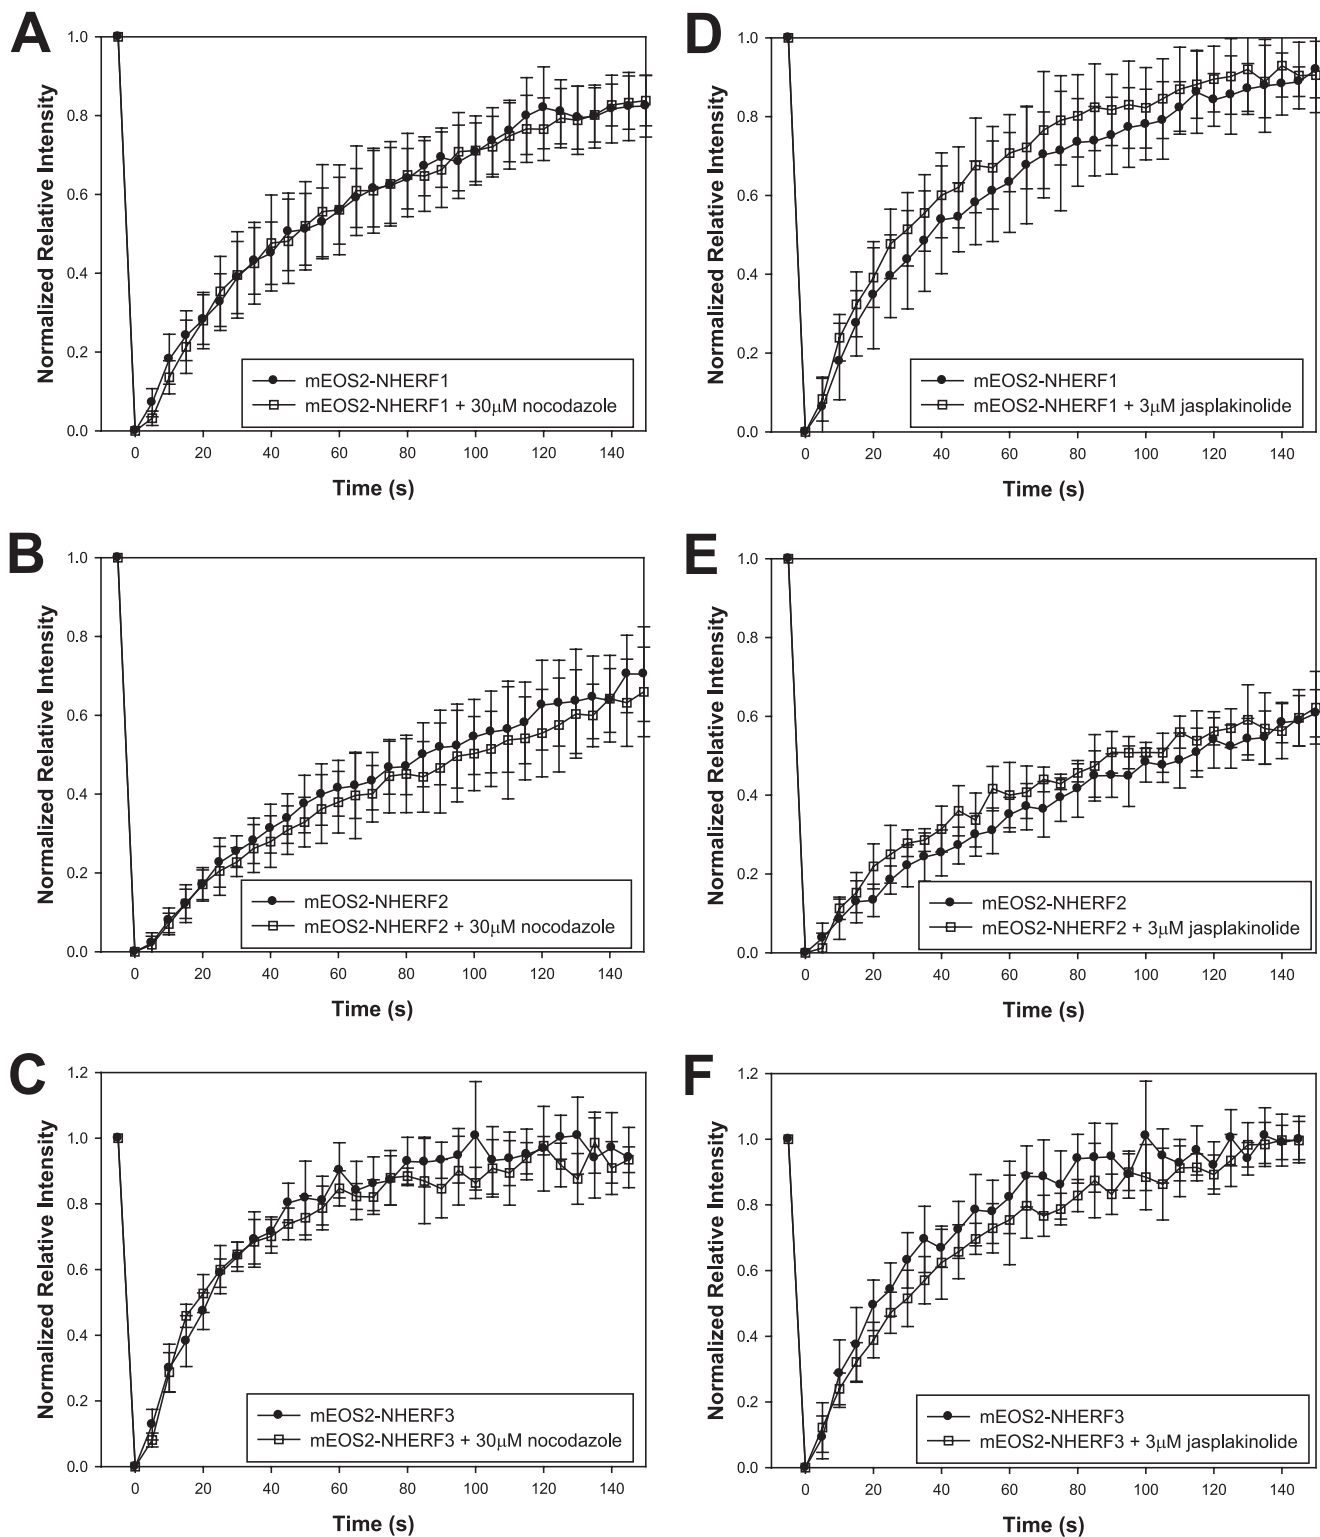 A
Normalized Relative Intensity
1.0
0.8
0.6
0.4
0.2
0.0
mEOS2-NHERF1
mEOS2-NHERF1 + 30μM nocodazole
0 20 40 60 80 100 120 140
Time (s)
D
Normalized Relative Intensity
1.0
0.8
0.6
0.4
0.2
0.0
mEOS2-NHERF1
mEOS2-NHERF1 + 3μM jasplakinolide
0 20 40 60 80 100 120 140
Time (s)
B
Normalized Relative Intensity
1.0
0.8
0.6
0.4
0.2
0.0
mEOS2-NHERF2
mEOS2-NHERF2 + 30μM nocodazole
0 20 40 60 80 100 120 140
Time (s)
E
Normalized Relative Intensity
1.0
0.8
0.6
0.4
0.2
0.0
mEOS2-NHERF2
mEOS2-NHERF2 + 3μM jasplakinolide
0 20 40 60 80 100 120 140
Time (s)
C
Normalized Relative Intensity
1.2
1.0
0.8
0.6
0.4
0.2
0.0
mEOS2-NHERF3
mEOS2-NHERF3 + 30μM nocodazole
0 20 40 60 80 100 120 140
Time (s)
F
Normalized Relative Intensity
1.2
1.0
0.8
0.6
0.4
0.2
0.0
mEOS2-NHERF3
mEOS2-NHERF3 + 3μM jasplakinolide
0 20 40 60 80 100 120 140
Time (s)